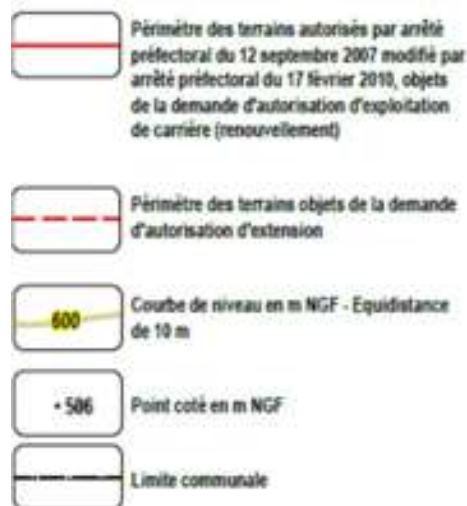 Périmètre des terrains autorisés par arrêté
préfectoral du 12 septembre 2007 modifié par
arrêté préfectoral du 17 février 2010, objets
de la demande d'autorisation d'exploitation
de carrière (renouvellement)
Périmètre des terrains objets de la demande
d'autorisation d'extension
600
Courbe de niveau en m NGF - Equidistance
de 10 m
• 506
Point coté en m NGF
Limite communale